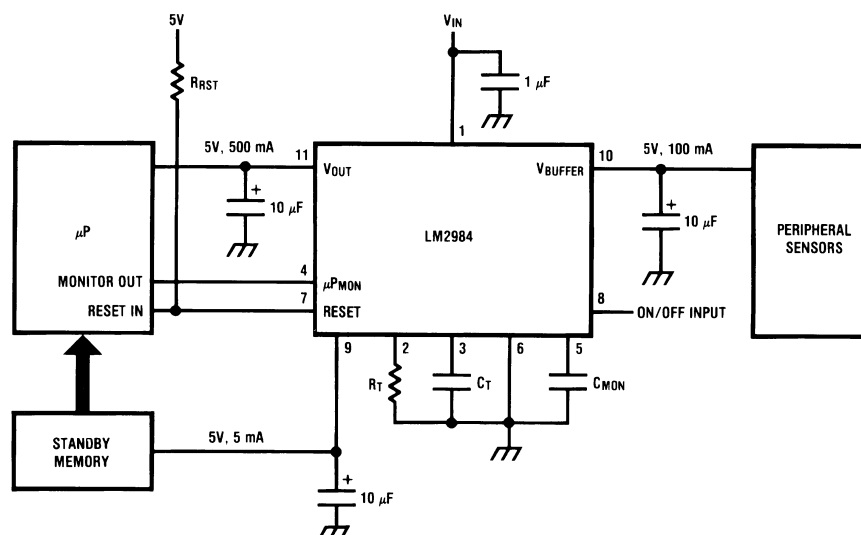 VIN
5V
RRST
1 μF
1
5V, 500 mA
11
VOUT
10
5V, 100 mA
VBUFFER
+
10 μF
+
10 μF
μP
LM2984
PERIPHERAL
SENSORS
MONITOR OUT
4
μPMON
RESET IN
7
RESET
8
ON/OFF INPUT
9
2
3
6
5
RT
CT
CMON
STANDBY
MEMORY
5V, 5 mA
+
10 μF